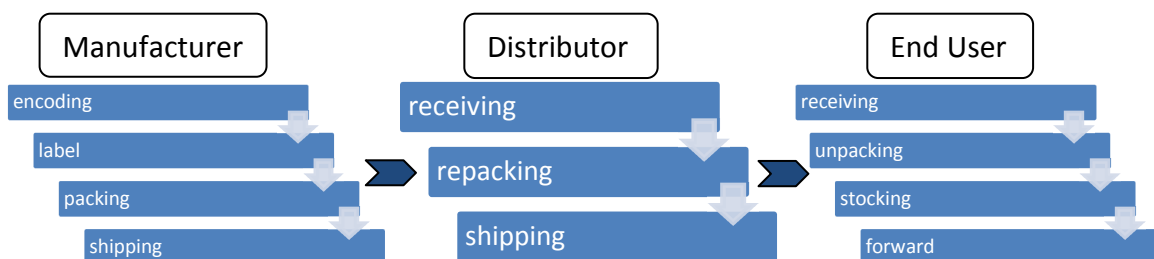 Manufacturer
encoding
label
packing
shipping
Distributor
receiving
repacking
shipping
End User
receiving
unpacking
stocking
forward